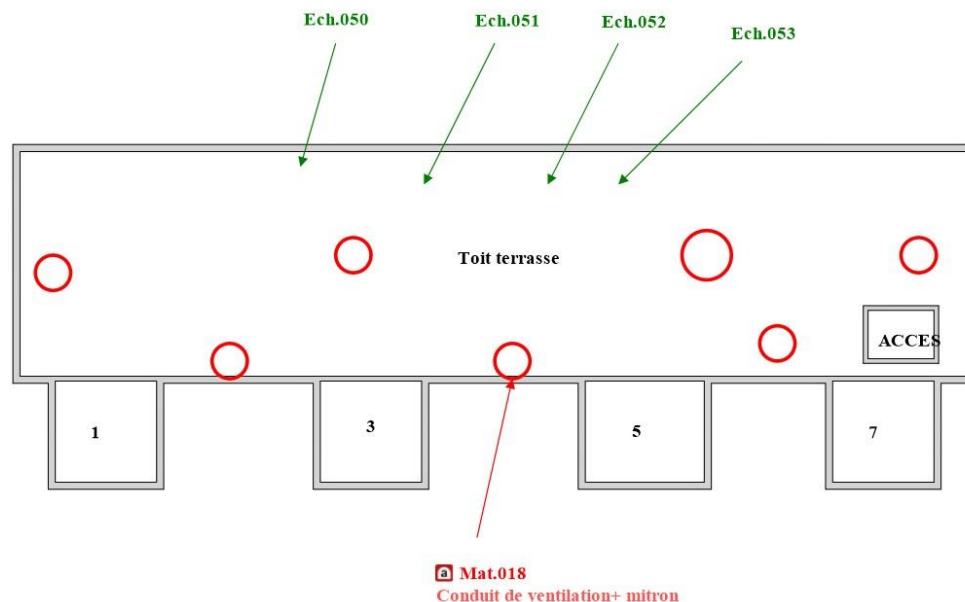 Ech.050
Ech.051
Ech.052
Ech.053
Toit terrasse
ACCES
1
3
5
7
a Mat.018
Conduit de ventilation+ mitron